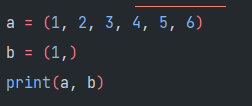 a = (1, 2, 3, 4, 5, 6)
b = (1,)
print(a, b)